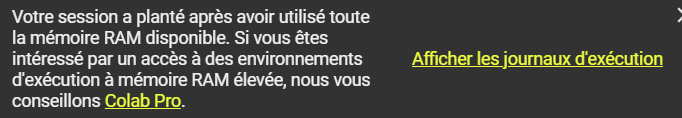 Votre session a planté après avoir utilisé toute
la mémoire RAM disponible. Si vous êtes
intéressé par un accès à des environnements
d'exécution à mémoire RAM élevée, nous vous
conseillons Colab Pro.
Afficher les journaux d'exécution